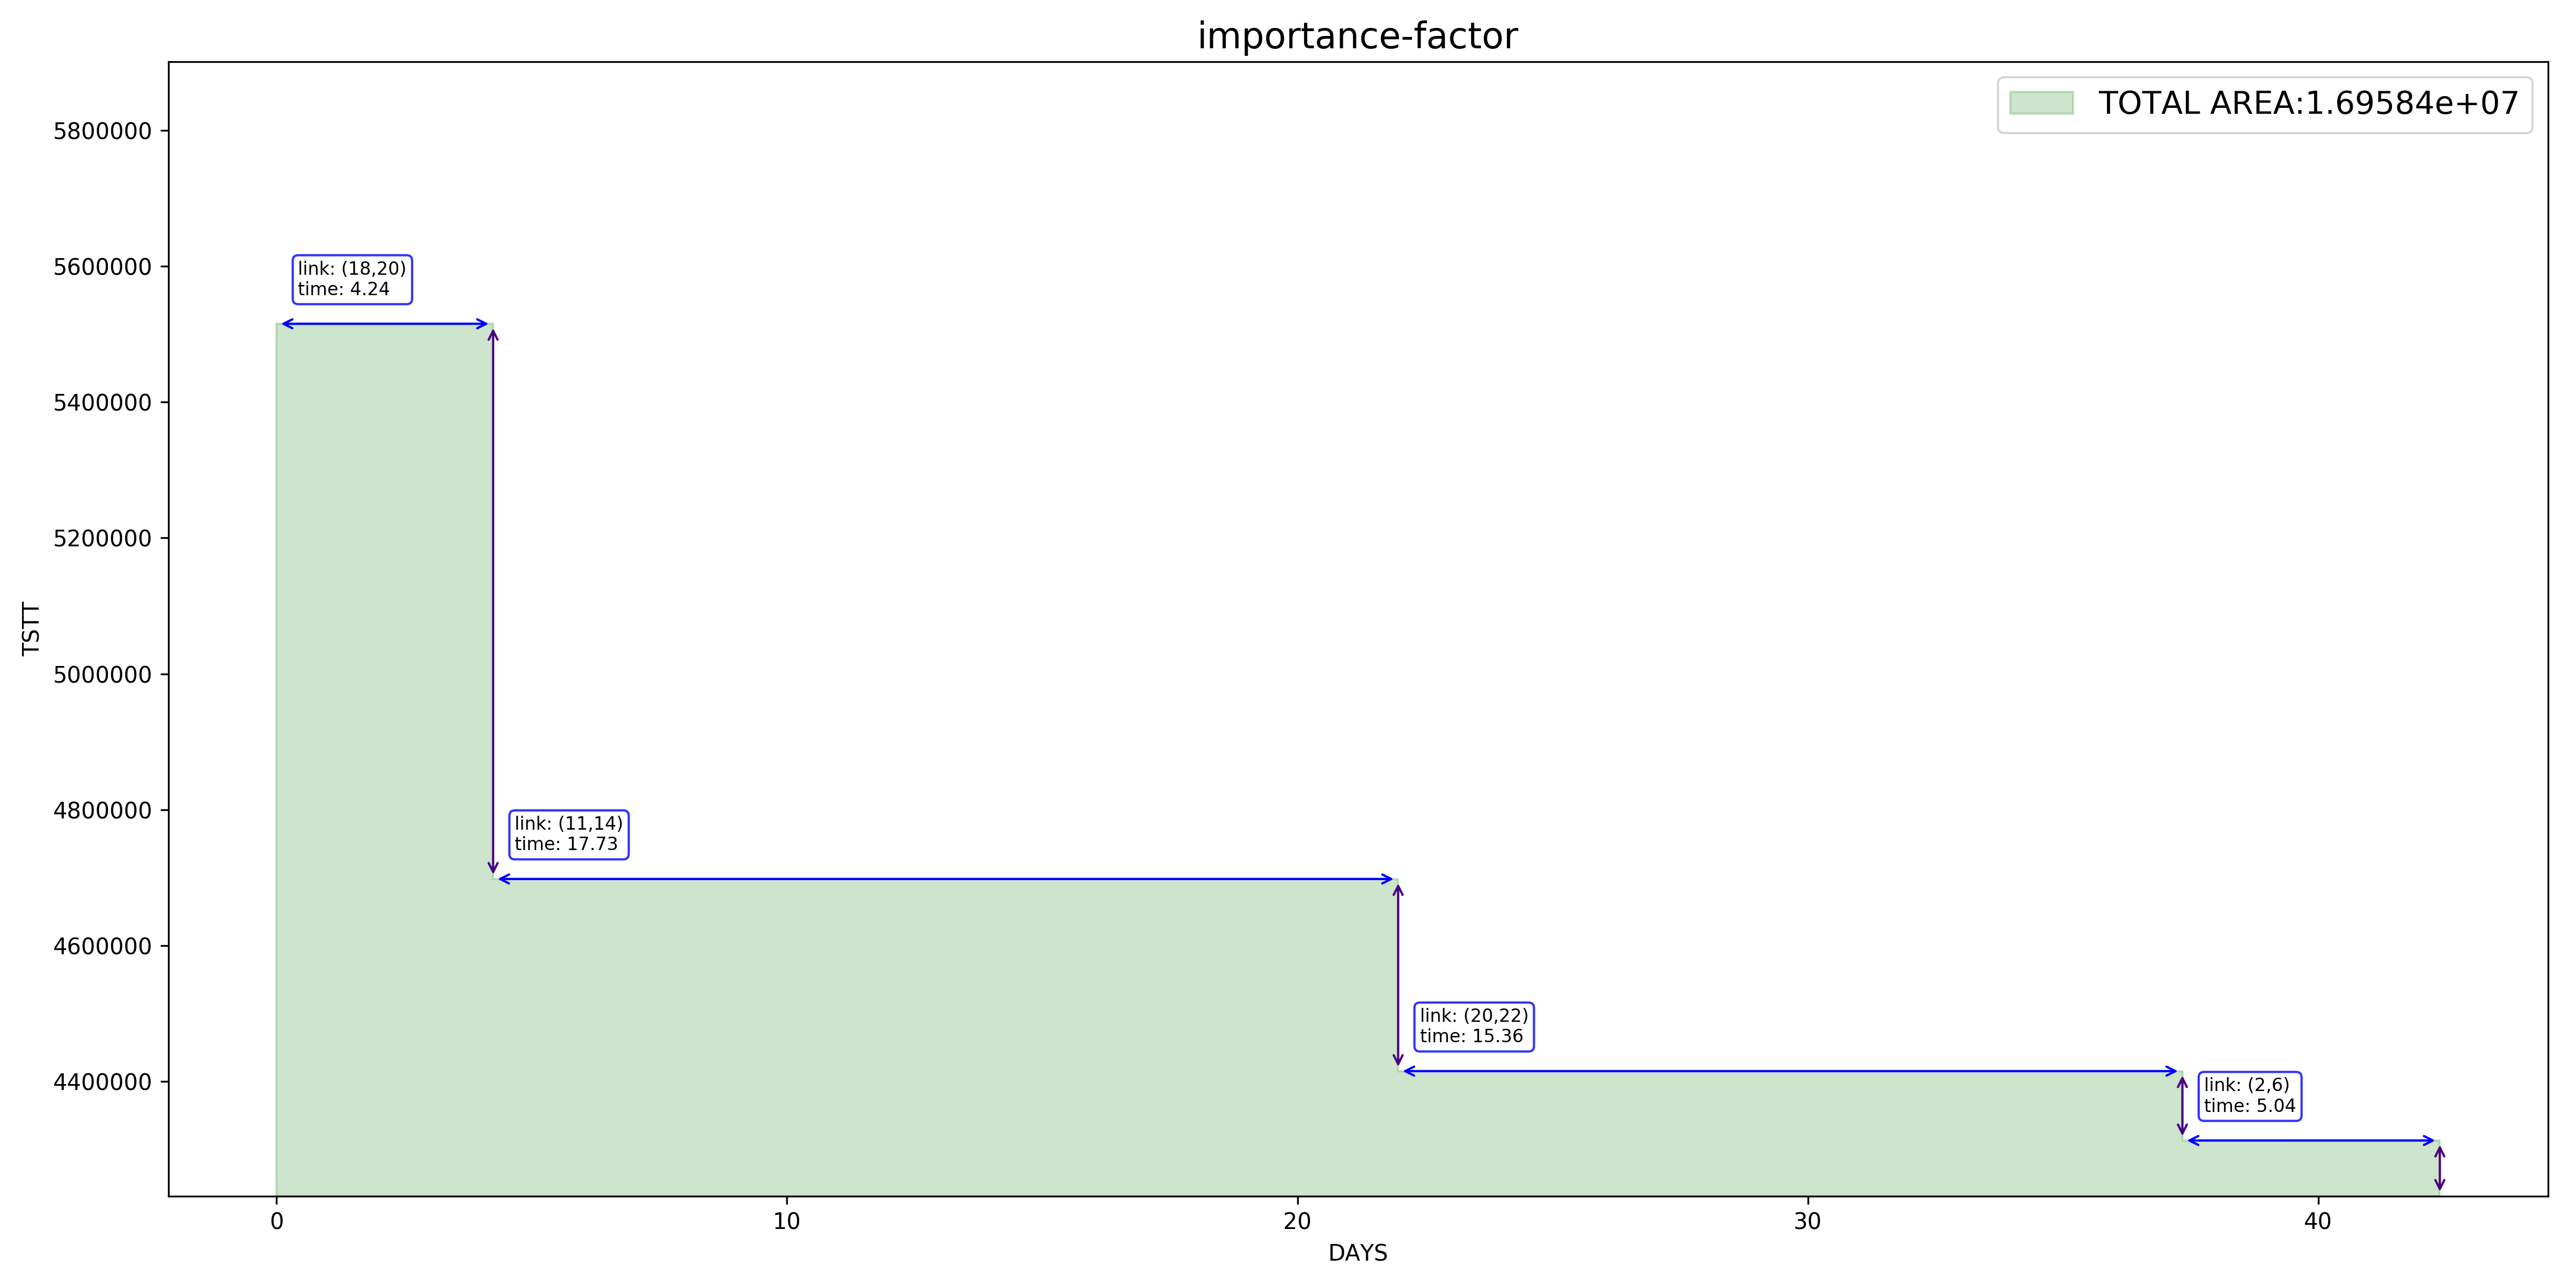 importance-factor
TOTAL AREA:1.69584e+07
5800000
5600000
5400000
5200000
5000000
4800000
4600000
4400000
TSTT
link: (18,20)
time: 4.24
link: (11,14)
time: 17.73
link: (20,22)
time: 15.36
link: (2,6)
time: 5.04
0
10
20
30
40
DAYS